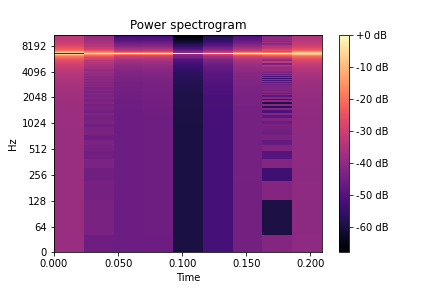 Power spectrogram
8192
4096
2048
1024
512
256
128
64
0
Hz
0.000
0.050
0.100
0.150
0.200
Time
+0 dB
-10 dB
-20 dB
-30 dB
-40 dB
-50 dB
-60 dB